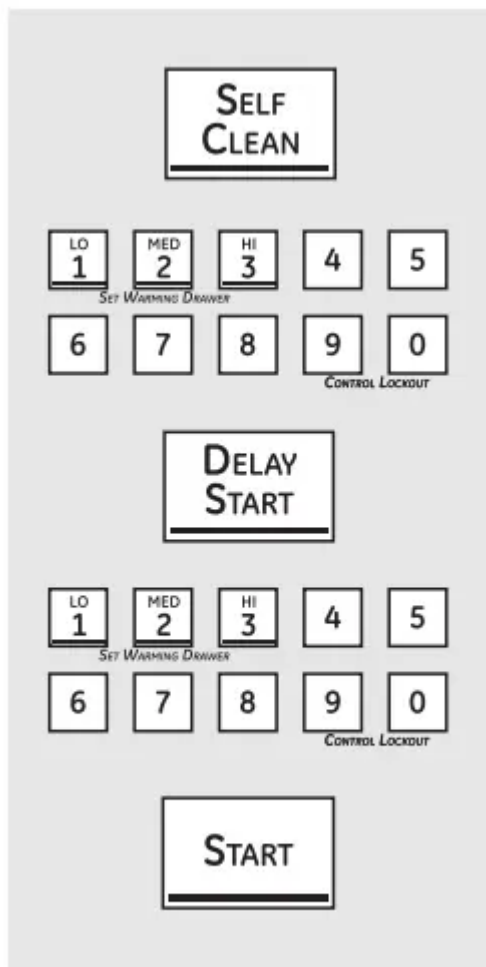 SELF
CLEAN
LO MED HI
1 2 3 4 5
SET WARMING DRAWER
6 7 8 9 0
CONTROL LOCKOUT
DELAY
START
LO MED HI
1 2 3 4 5
SET WARMING DRAWER
6 7 8 9 0
CONTROL LOCKOUT
START